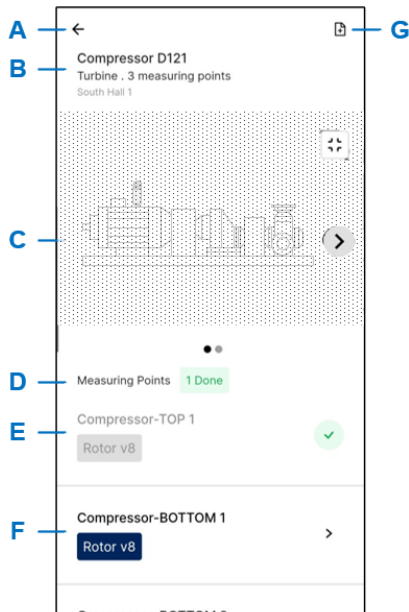 A
G
B
Compressor D121
Turbine . 3 measuring points
South Hall 1
C
D
Measuring Points 1 Done
E
Compressor-TOP 1
Rotor v8
F
Compressor-BOTTOM 1
Rotor v8